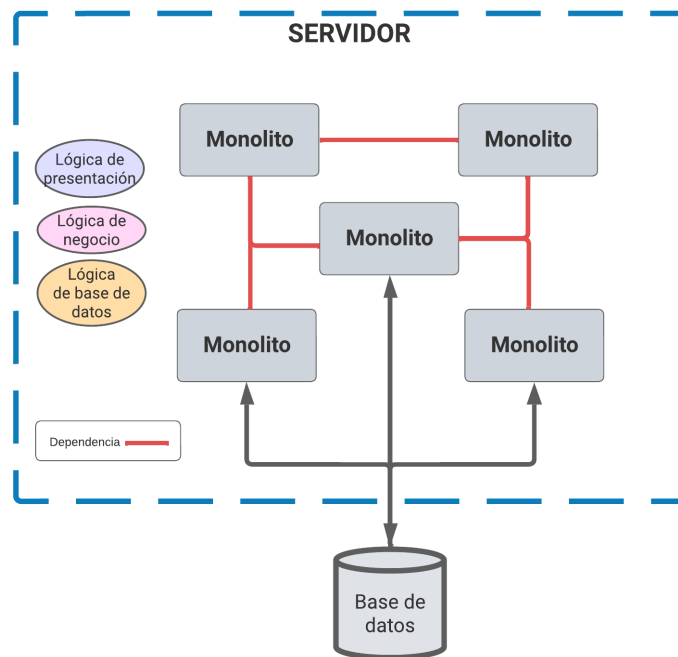 SERVIDOR
Monolito
Monolito
Lógica de
presentación
Lógica de
negocio
Monolito
Lógica
de base de
datos
Monolito
Monolito
Dependencia
Base de
datos